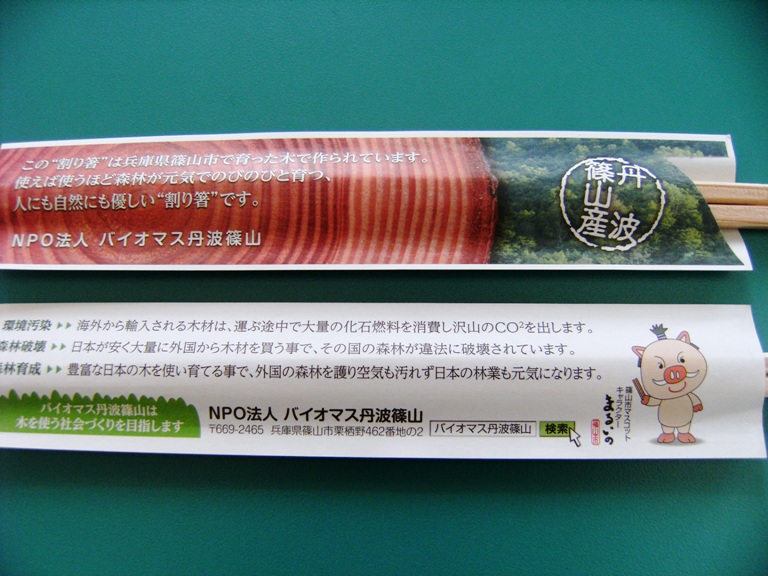 この“割り箸”は兵庫県篠山市で育った木で作られています。
使えば使うほど森林が元気でのびのびと育つ、
人にも自然にも優しい“割り箸”です。
NPO法人 バイオマス丹波篠山
丹波
篠山産
環境汚染 ▶▶ 海外から輸入される木材は、運ぶ途中で大量の化石燃料を消費し沢山のCO²を出します。
森林破壊 ▶▶ 日本が安く大量に外国から木材を買う事で、その国の森林が違法に破壊されています。
森林育成 ▶▶ 豊富な日本の木を使い育てる事で、外国の森林を護り空気も汚れず日本の林業も元気になります。
バイオマス丹波篠山は
木を使う社会づくりを目指します
NPO法人 バイオマス丹波篠山
〒669-2465 兵庫県篠山市栗栖野462番地の2
バイオマス丹波篠山 検索
篠山市マスコット
キャラクター
まるいの
篠山市